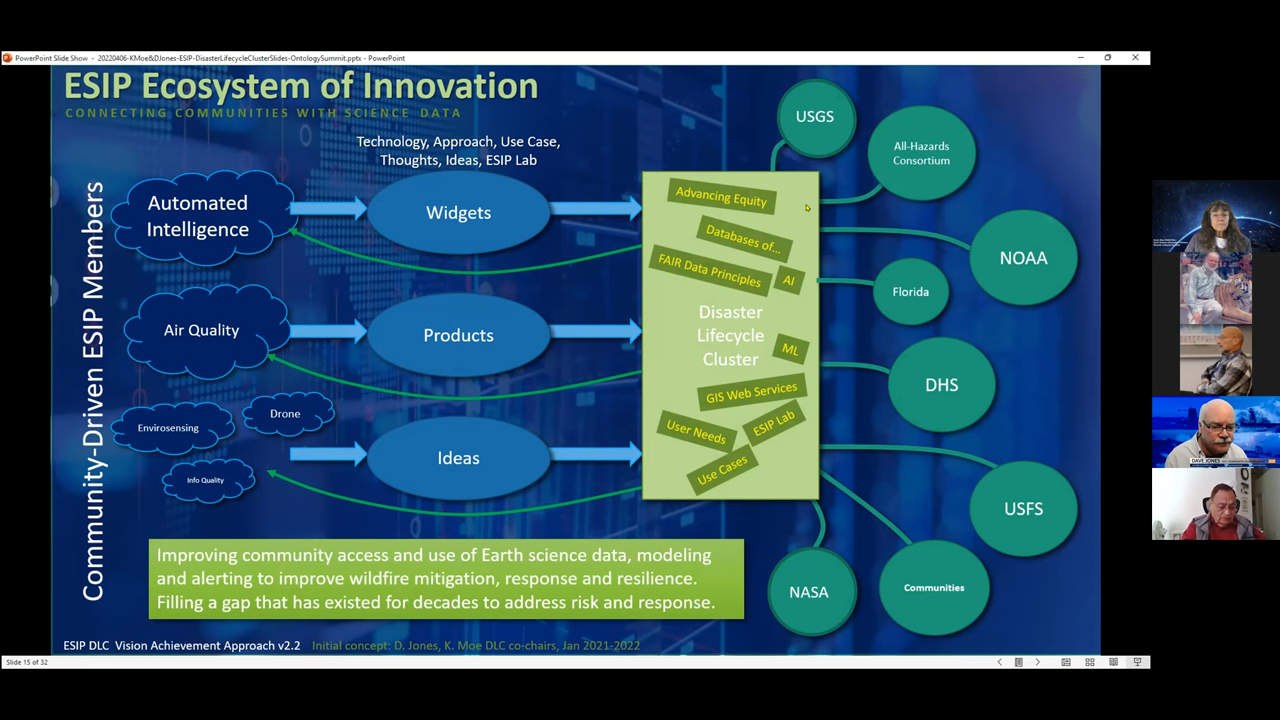 PowerPoint Slide Show - 20220406-KMoe&DJones-ESIP-DisasterLifecycleClusterSlides-OntologySummit.pptx - PowerPoint
ESIP Ecosystem of Innovation
CONNECTING COMMUNITIES WITH SCIENCE DATA
Community-Driven ESIP Members
Technology, Approach, Use Case,
Thoughts, Ideas, ESIP Lab
Automated
Intelligence
Widgets
Air Quality
Products
Envirosensing
Drone
Info Quality
Ideas
Advancing Equity
Databases of...
FAIR Data Principles
AI
Disaster
Lifecycle
Cluster
ML
GIS Web Services
User Needs
ESIP Lab
Use Cases
USGS
All-Hazards
Consortium
NOAA
Florida
DHS
USFS
Communities
NASA
Improving community access and use of Earth science data, modeling
and alerting to improve wildfire mitigation, response and resilience.
Filling a gap that has existed for decades to address risk and response.
ESIP DLC Vision Achievement Approach v2.2 Initial concept: D. Jones, K. Moe DLC co-chairs, Jan 2021-2022
Slide 15 of 32
DAVE JONES